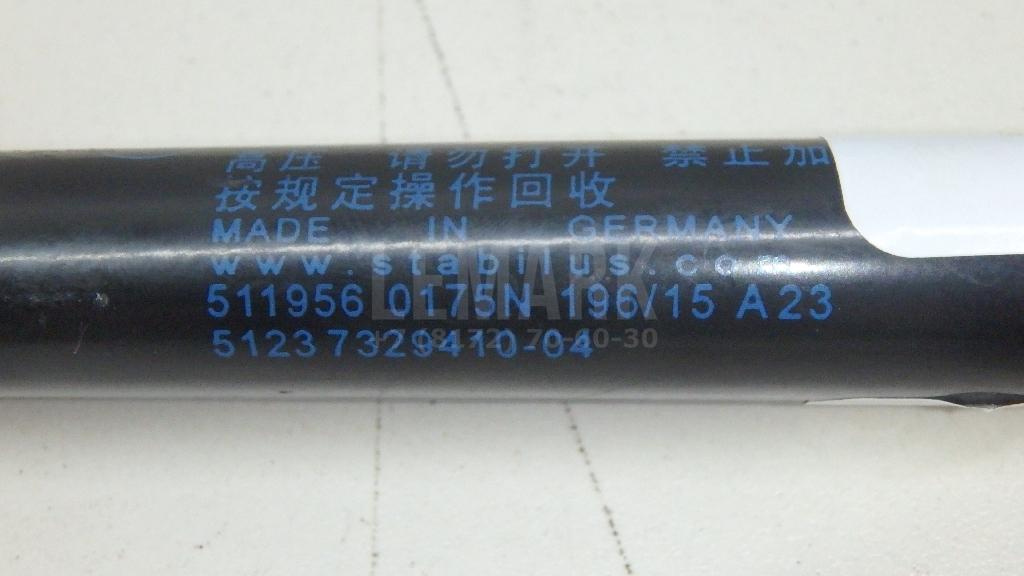 高压 请勿打开 禁止加
按规定操作回收
MADE IN GERMANY
www.stabilus.com
511956 0175N 196/15 A23
51237329410-04
LEMARK